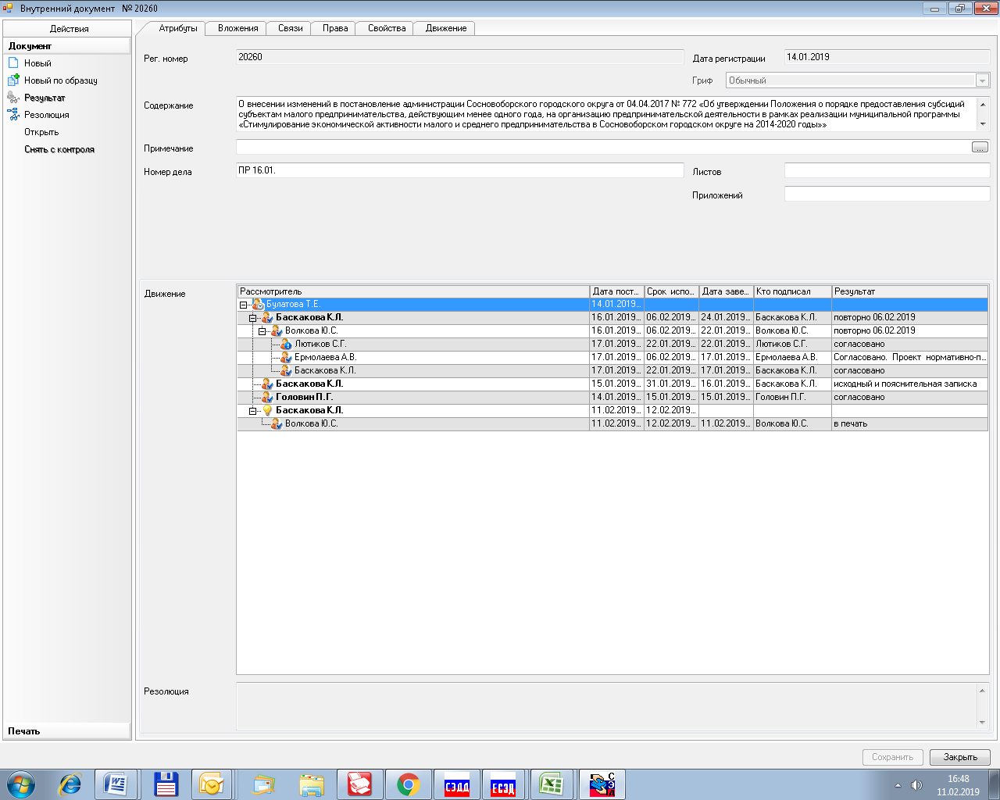 Внутренний документ № 20260
Действия
Документ
Новый
Новый по образцу
Результат
Резолюция
Открыть
Снять с контроля
Печать
Атрибуты Вложения Связи Права Свойства Движение
Рег. номер 20260 Дата регистрации 14.01.2019
Гриф Обычный
Содержание
О внесении изменений в постановление администрации Сосновоборского городского округа от 04.04.2017 № 772 «Об утверждении Положения о порядке предоставления субсидий
субъектам малого предпринимательства, действующим менее одного года, на организацию предпринимательской деятельности в рамках реализации муниципальной программы
«Стимулирование экономической активности малого и среднего предпринимательства в Сосновоборском городском округе на 2014-2020 годы»»
Примечание ...
Номер дела ПР 16.01. Листов
Приложений
Движение
Рассмотритель Дата пост... Срок испо... Дата заве... Кто подписал Результат
Булатова Т.Е. 14.01.2019...
Баскакова К.Л. 16.01.2019... 06.02.2019... 24.01.2019... Баскакова К.Л. повторно 06.02.2019
Волкова Ю.С. 16.01.2019... 06.02.2019... 22.01.2019... Волкова Ю.С. повторно 06.02.2019
Лютиков С.Г. 17.01.2019... 22.01.2019... 22.01.2019... Лютиков С.Г. согласовано
Ермолаева А.В. 17.01.2019... 06.02.2019... 17.01.2019... Ермолаева А.В. Согласовано. Проект нормативно-п...
Баскакова К.Л. 17.01.2019... 22.01.2019... 17.01.2019... Баскакова К.Л. согласовано
Баскакова К.Л. 15.01.2019... 31.01.2019... 16.01.2019... Баскакова К.Л. исходный и пояснительная записка
Головин П.Г. 14.01.2019... 15.01.2019... 15.01.2019... Головин П.Г. согласовано
Баскакова К.Л. 11.02.2019... 12.02.2019...
Волкова Ю.С. 11.02.2019... 12.02.2019... 11.02.2019... Волкова Ю.С. в печать
Резолюция
Сохранить Закрыть
СЭДД ЕСЭД СЭД
16:48
11.02.2019